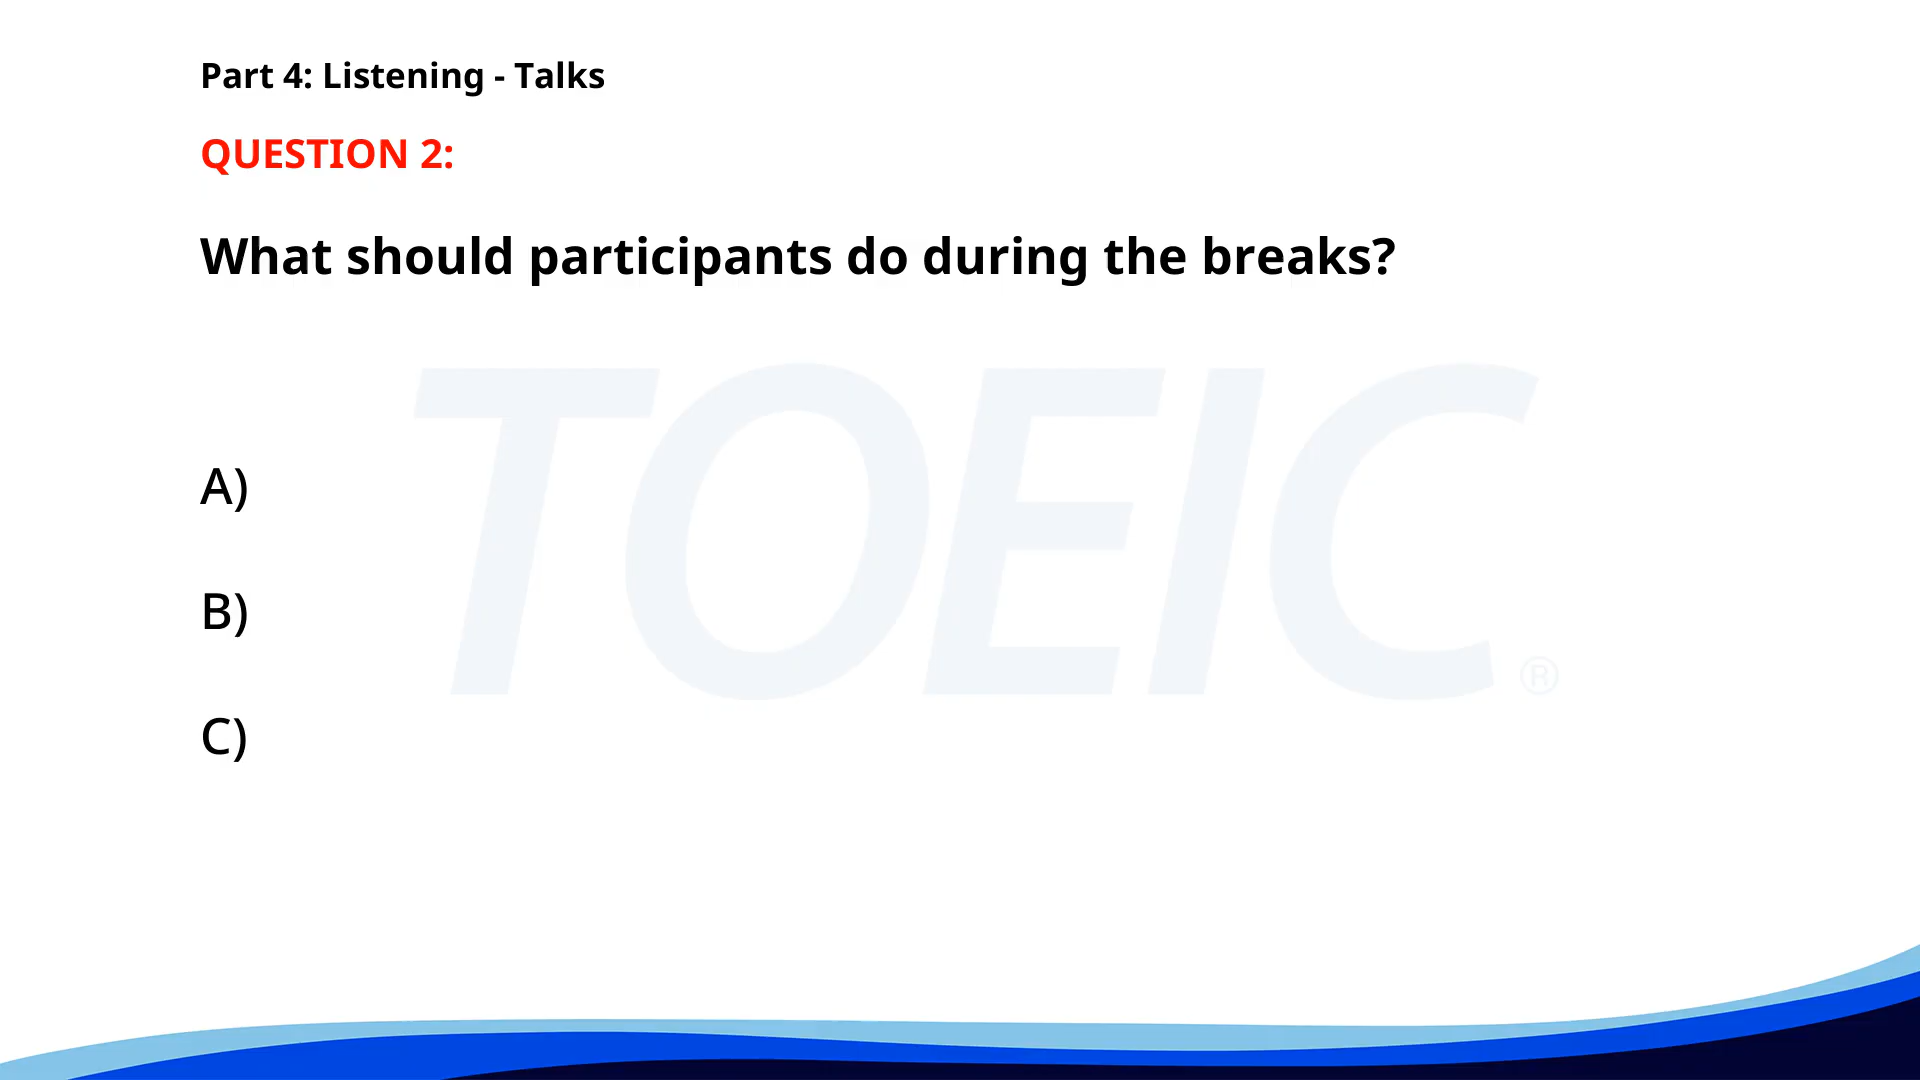 Part 4: Listening - Talks
QUESTION 2:
What should participants do during the breaks?
TOEIC®
A)
B)
C)